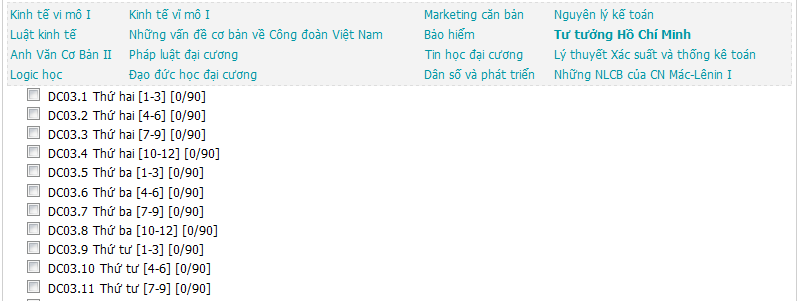 Kinh tế vi mô I Kinh tế vĩ mô I Marketing căn bản Nguyên lý kế toán
Luật kinh tế Những vấn đề cơ bản về Công đoàn Việt Nam Bảo hiểm Tư tưởng Hồ Chí Minh
Anh Văn Cơ Bản II Pháp luật đại cương Tin học đại cương Lý thuyết Xác suất và thống kê toán
Logic học Đạo đức học đại cương Dân số và phát triển Những NLCB của CN Mác-Lênin I
DC03.1 Thứ hai [1-3] [0/90]
DC03.2 Thứ hai [4-6] [0/90]
DC03.3 Thứ hai [7-9] [0/90]
DC03.4 Thứ hai [10-12] [0/90]
DC03.5 Thứ ba [1-3] [0/90]
DC03.6 Thứ ba [4-6] [0/90]
DC03.7 Thứ ba [7-9] [0/90]
DC03.8 Thứ ba [10-12] [0/90]
DC03.9 Thứ tư [1-3] [0/90]
DC03.10 Thứ tư [4-6] [0/90]
DC03.11 Thứ tư [7-9] [0/90]